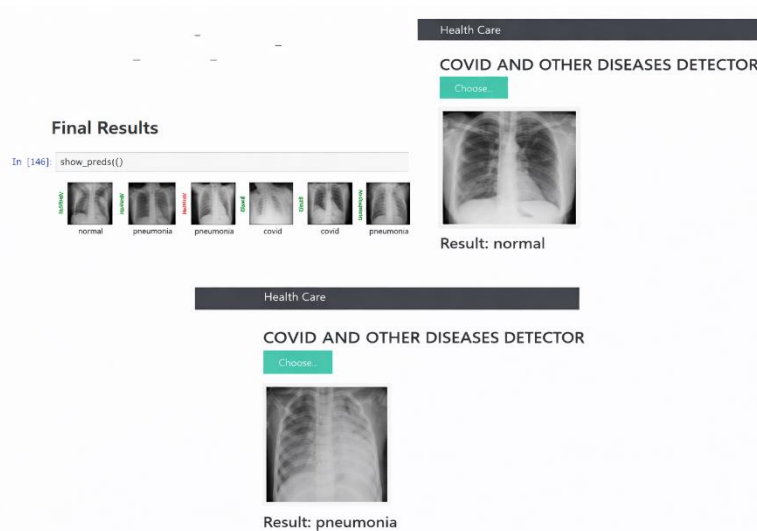 Health Care
COVID AND OTHER DISEASES DETECTOR
Choose..
Result: normal
Final Results
In [146]: show_preds(()
normal pneumonia pneumonia covid covid pneumonia
Health Care
COVID AND OTHER DISEASES DETECTOR
Choose..
Result: pneumonia